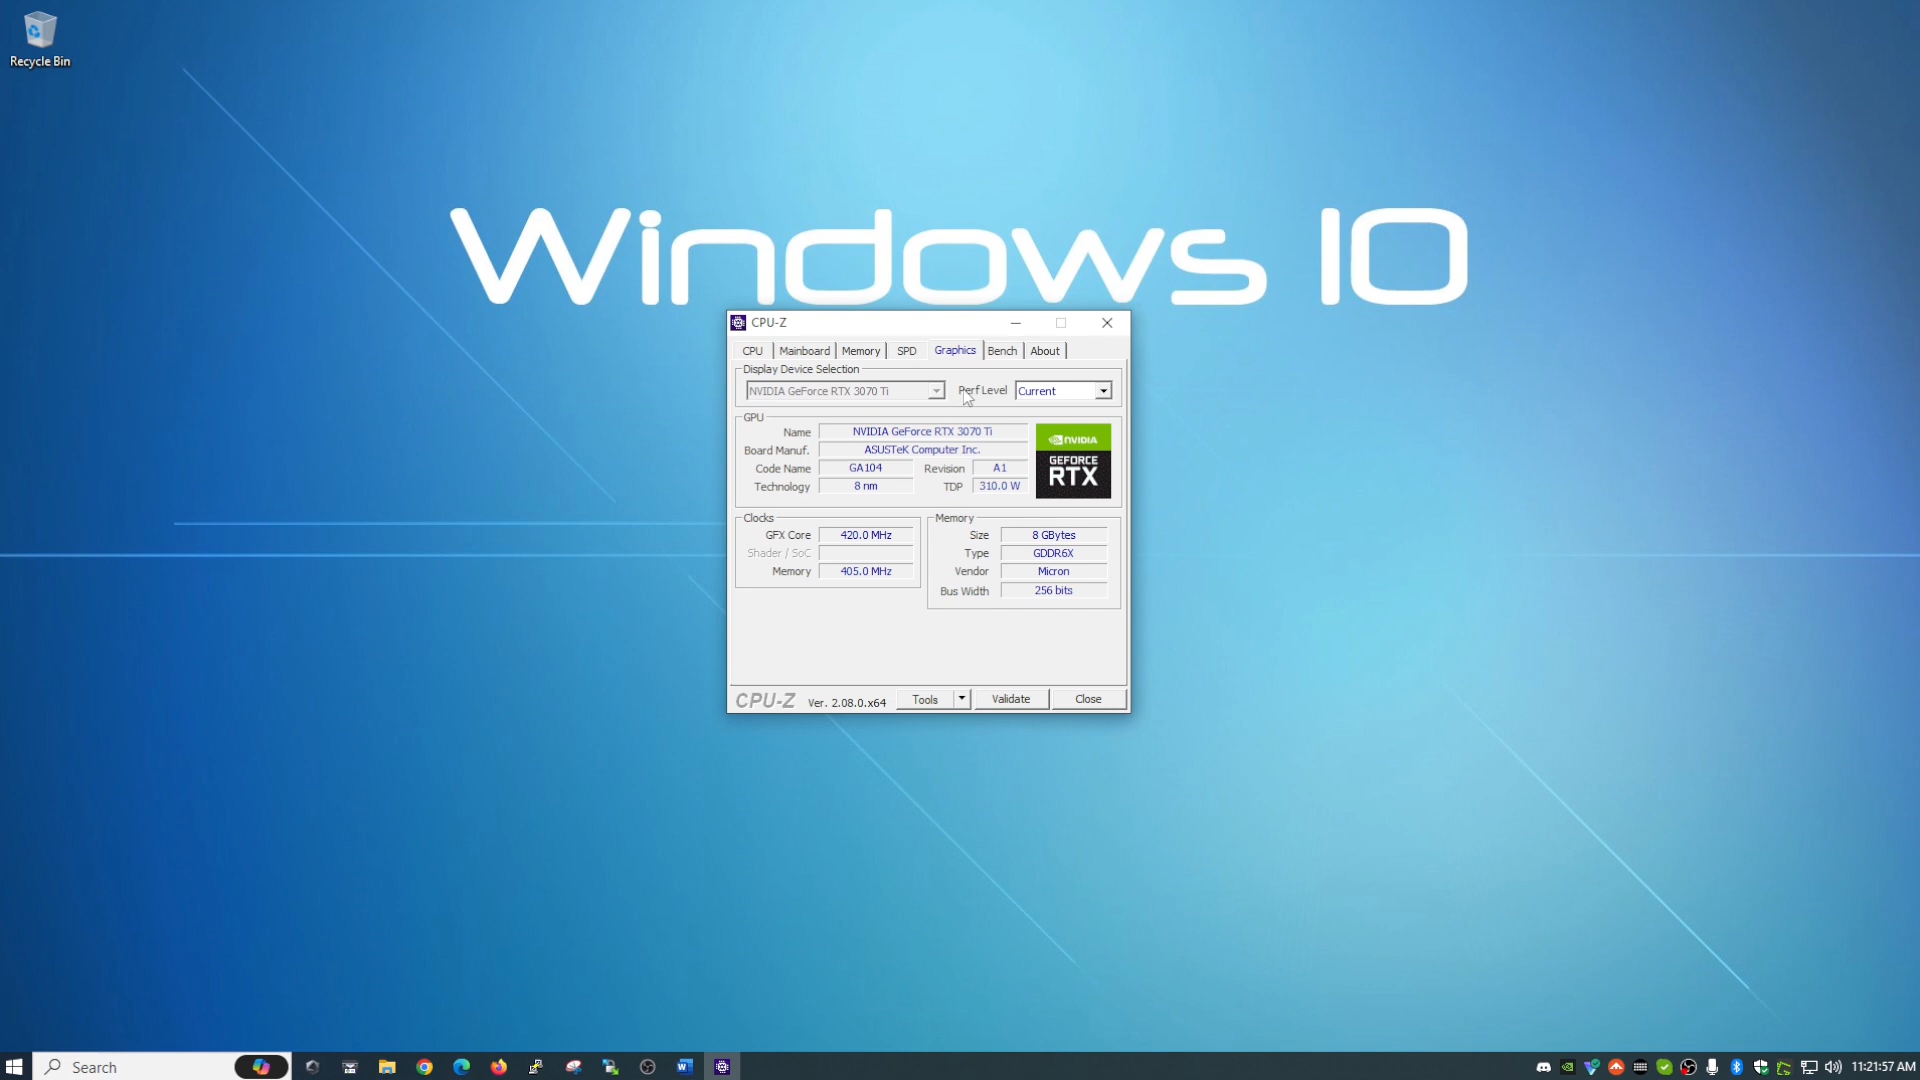 Recycle Bin
Windows 10
CPU-Z
CPU Mainboard Memory SPD Graphics Bench About
Display Device Selection
NVIDIA GeForce RTX 3070 Ti Perf Level Current
GPU
Name NVIDIA GeForce RTX 3070 Ti
Board Manuf. ASUSTeK Computer Inc.
Code Name GA104 Revision A1
Technology 8 nm TDP 310.0 W
NVIDIA
GEFORCE
RTX
Clocks
GFX Core 420.0 MHz
Shader / SoC
Memory 405.0 MHz
Memory
Size 8 GBytes
Type GDDR6X
Vendor Micron
Bus Width 256 bits
CPU-Z Ver. 2.08.0.x64 Tools Validate Close
Search
11:21:57 AM